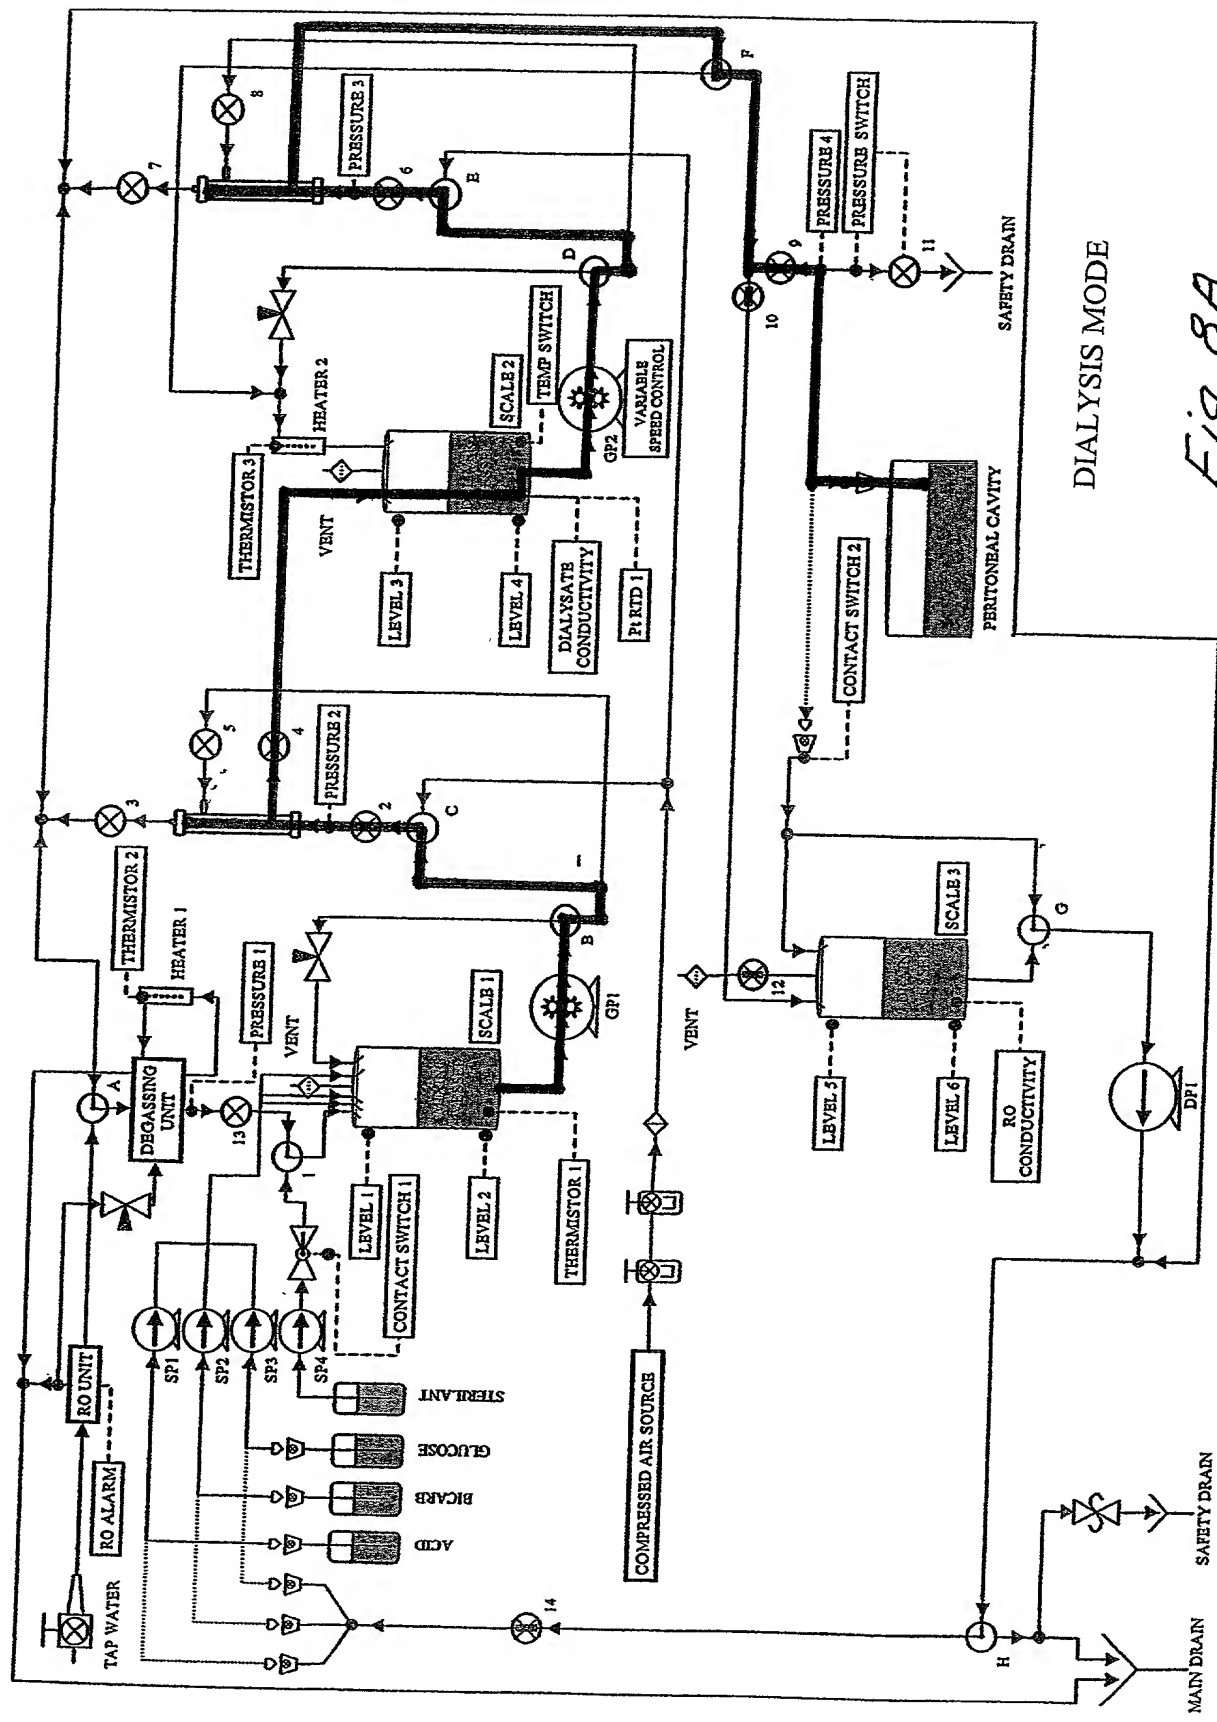 TAP WATER
RO ALARM
RO UNIT
SP1
SP2
SP3
SP4
ACID
BICARB
GLUCOSE
STERILANT
A
DEGASSING
UNIT
THERMISTOR 2
HEATER 1
PRESSURE 1
13
1
CONTACT SWITCH 1
LEVEL 1
LEVEL 2
THERMISTOR 1
VENT
SCALE 1
GP1
B
C
2
PRESSURE 2
3
4
5
VENT
THERMISTOR 3
HEATER 2
LEVEL 3
LEVEL 4
DIALYSATE
CONDUCTIVITY
Pt RTD 1
SCALE 2
TEMP SWITCH
GP2
VARIABLE
SPEED CONTROL
D
E
6
PRESSURE 3
7
8
F
COMPRESSED AIR SOURCE
VENT
12
LEVEL 5
LEVEL 6
RO
CONDUCTIVITY
SCALE 3
G
DP1
CONTACT SWITCH 2
PERITONEAL CAVITY
10
9
PRESSURE 4
PRESSURE SWITCH
11
SAFETY DRAIN
14
H
MAIN DRAIN
SAFETY DRAIN
DIALYSIS MODE
Fig 8A